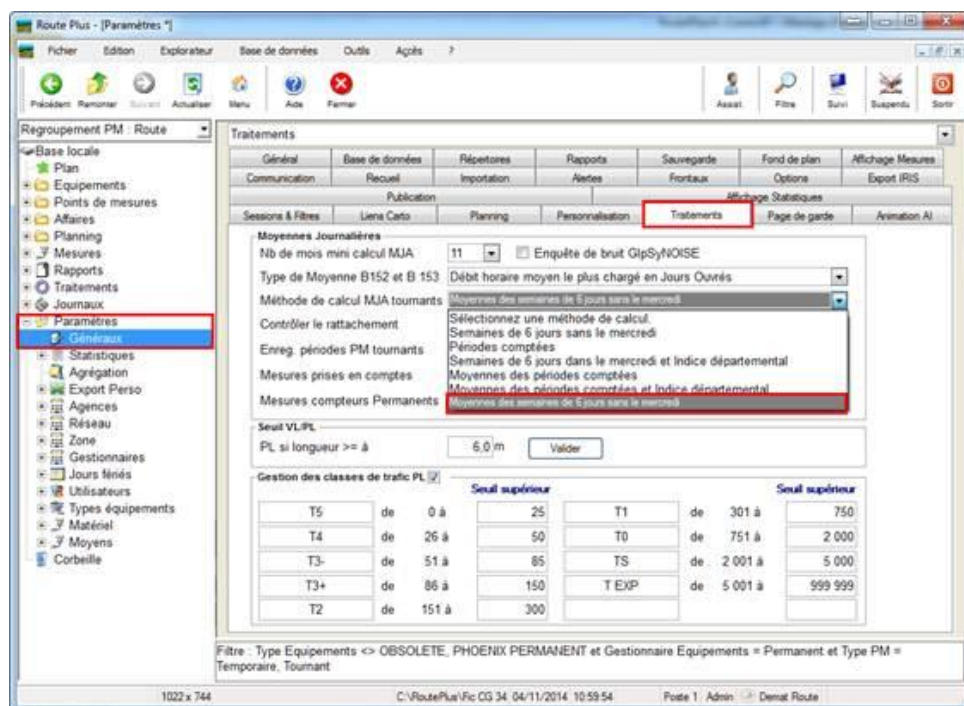 Route Plus - [Paramètres *]
Fichier Edition Explorateur Base de données Outils Accès ?
Précédent Remonter Suivant Actualiser Menu Aide Fermer Assist. Filtre Suivi Suspendu Sortir
Regroupement PM : Route
Base locale
Plan
Equipements
Points de mesures
Affaires
Planning
Mesures
Rapports
Traitements
Journaux
Paramètres
Généraux
Statistiques
Agrégation
Export Perso
Agences
Réseau
Zone
Gestionnaires
Jours fériés
Utilisateurs
Types équipements
Matériel
Moyens
Corbeille
Traitements
Général Base de données Répetoires Rapports Sauvegarde Fond de plan Affichage Mesures
Communication Recueil Importation Alertes Frontaux Options Export IRIS
Publication Affichage Statistiques
Sessions & Filtres Liens Carto Planning Personnalisation Traitements Page de garde Animation AI
Moyennes Journalières
Nb de mois mini calcul MJA 11 Enquête de bruit GIpSyNOISE
Type de Moyenne B152 et B 153 Débit horaire moyen le plus chargé en Jours Ouvrés
Méthode de calcul MJA tournants Moyennes des semaines de 6 jours sans le mercredi
Sélectionnez une méthode de calcul.
Contrôler le rattachement Semaines de 6 jours sans le mercredi
Périodes comptées
Enreg. périodes PM tournants Semaines de 6 jours dans le mercredi et Indice départemental
Mesures prises en comptes Moyennes des périodes comptées
Moyennes des périodes comptées et Indice départemental
Mesures compteurs Permanents Moyennes des semaines de 6 jours sans le mercredi
Seuil VL/PL
PL si longueur >= à 6,0 m Valider
Gestion des classes de trafic PL
Seuil supérieur Seuil supérieur
T5 de 0 à 25 T1 de 301 à 750
T4 de 26 à 50 T0 de 751 à 2 000
T3- de 51 à 85 TS de 2 001 à 5 000
T3+ de 86 à 150 T EXP de 5 001 à 999 999
T2 de 151 à 300
Filtre : Type Equipements <> OBSOLETE, PHOENIX PERMANENT et Gestionnaire Equipements = Permanent et Type PM =
Temporaire, Tournant
1022 x 744 C:\RoutePlus\Fic CG 34 04/11/2014 10:59:54 Poste 1 Admin Demat Route